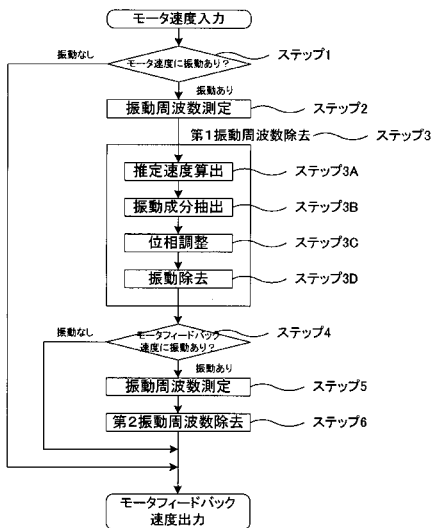 モータ速度入力
振動なし
モータ速度に振動あり?
ステップ1
振動あり
振動周波数測定
ステップ2
第1振動周波数除去
ステップ3
推定速度算出
ステップ3A
振動成分抽出
ステップ3B
位相調整
ステップ3C
振動除去
ステップ3D
振動なし
モータフィードバック
速度に振動あり?
ステップ4
振動あり
振動周波数測定
ステップ5
第2振動周波数除去
ステップ6
モータフィードバック
速度出力